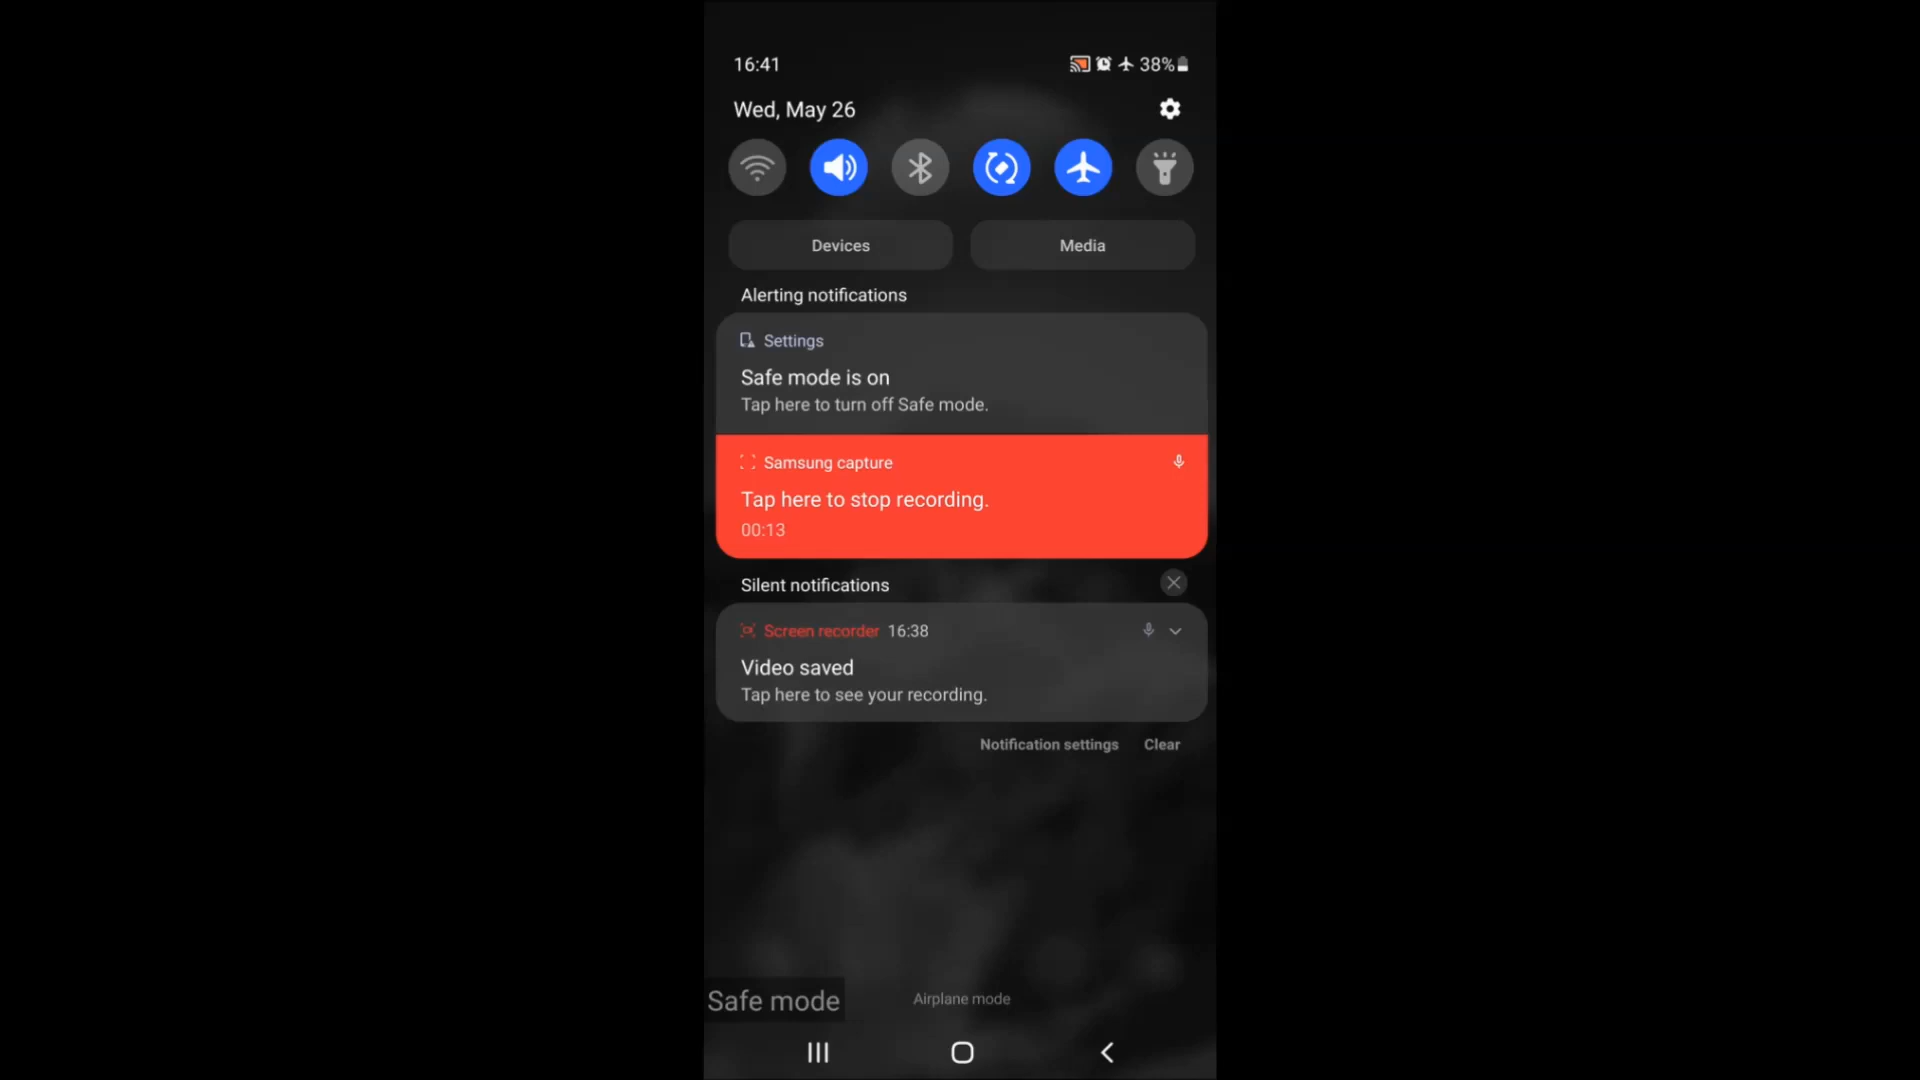 16:41
38%
Wed, May 26
Devices
Media
Alerting notifications
Settings
Safe mode is on
Tap here to turn off Safe mode.
Samsung capture
Tap here to stop recording.
00:13
Silent notifications
Screen recorder 16:38
Video saved
Tap here to see your recording.
Notification settings
Clear
Safe mode
Airplane mode